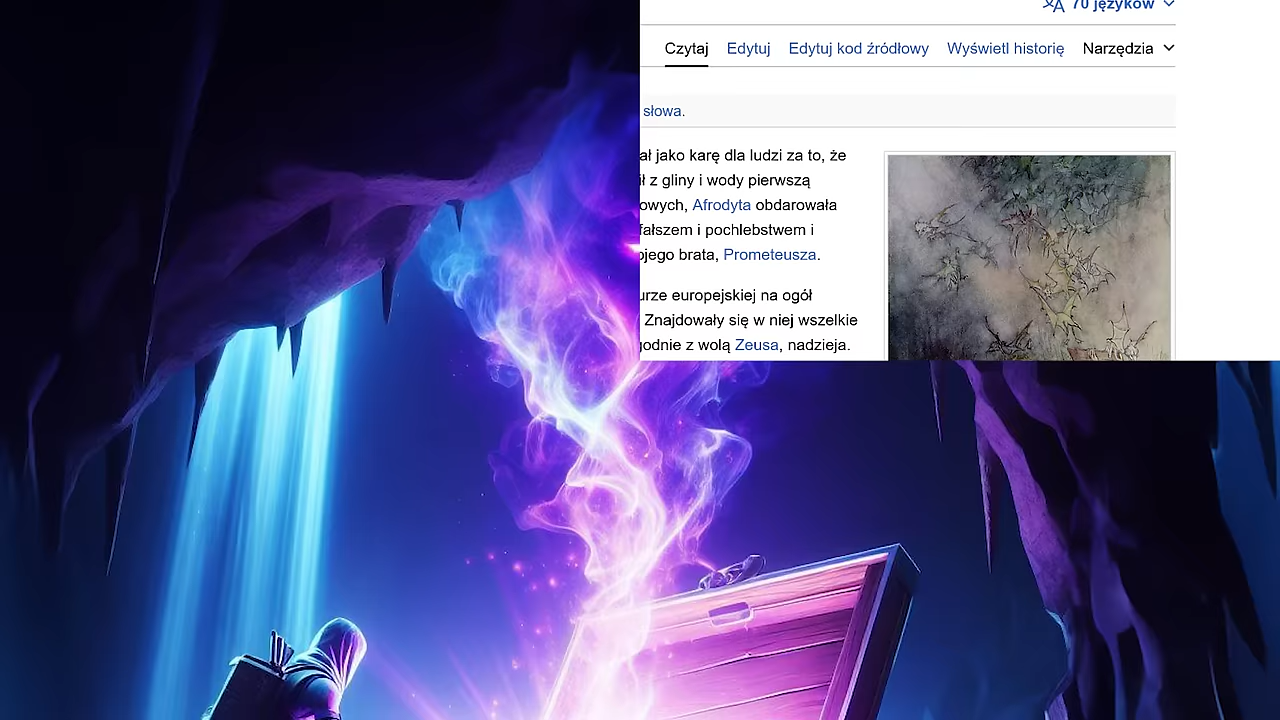 70 języków
Czytaj Edytuj Edytuj kod źródłowy Wyświetl historię Narzędzia
słowa.
ał jako karę dla ludzi za to, że
ił z gliny i wody pierwszą
owych, Afrodyta obdarowała
fałszem i pochlebstwem i
ojego brata, Prometeusza.
urze europejskiej na ogół
Znajdowały się w niej wszelkie
godnie z wolą Zeusa, nadzieja.